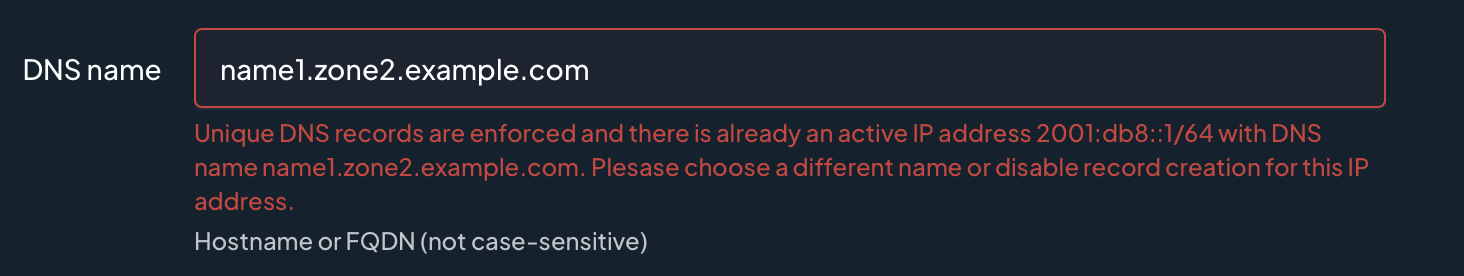 DNS name
name1.zone2.example.com
Unique DNS records are enforced and there is already an active IP address 2001:db8::1/64 with DNS
name name1.zone2.example.com. Plesase choose a different name or disable record creation for this IP
address.
Hostname or FQDN (not case-sensitive)